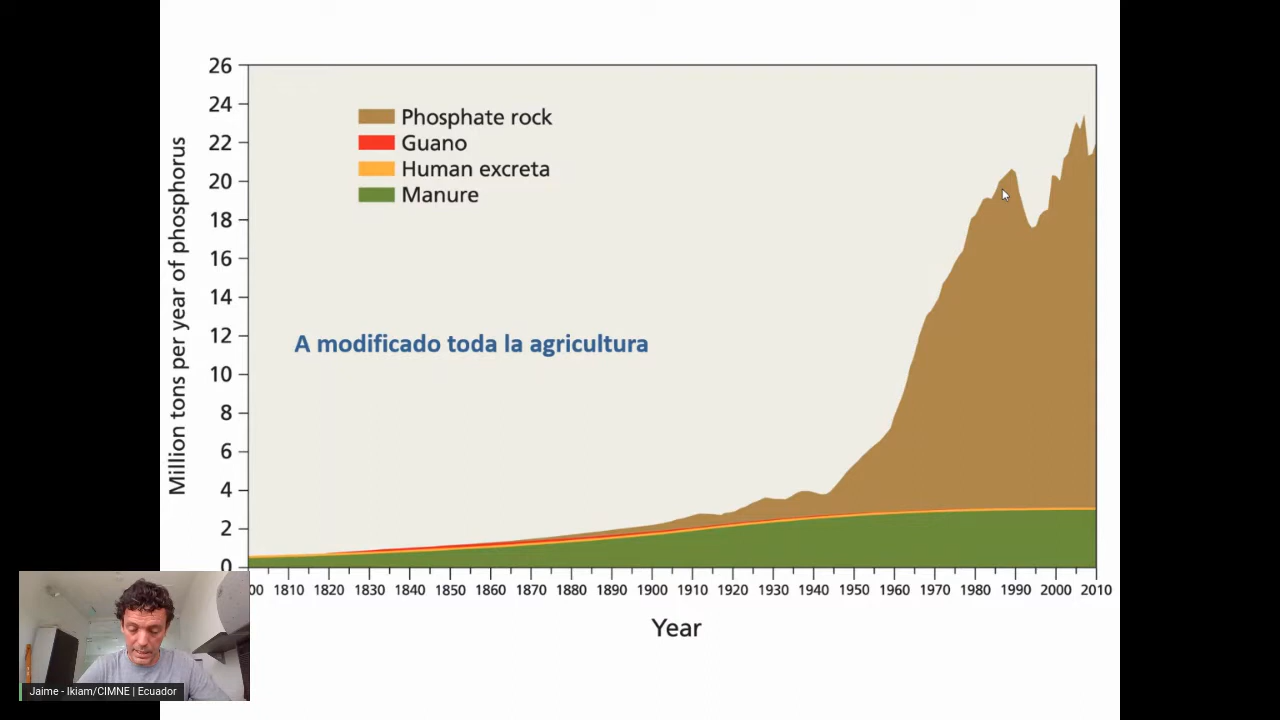 26
24
22
20
18
16
14
12
10
8
6
4
2
0
Million tons per year of phosphorus
Phosphate rock
Guano
Human excreta
Manure
A modificado toda la agricultura
00 1810 1820 1830 1840 1850 1860 1870 1880 1890 1900 1910 1920 1930 1940 1950 1960 1970 1980 1990 2000 2010
Year
Jaime - Ikiam/CIMNE | Ecuador